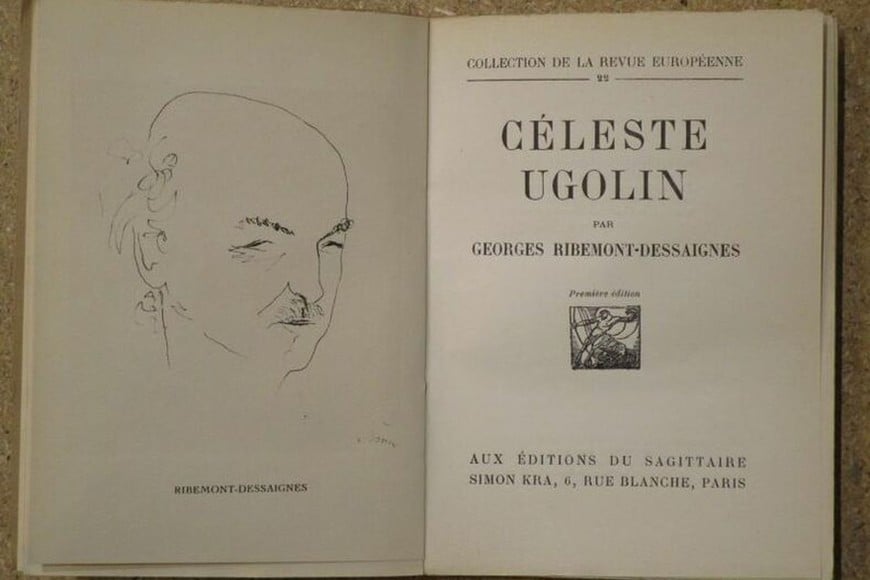 RIBEMONT-DESSAIGNES
COLLECTION DE LA REVUE EUROPÉENNE
22
CÉLESTE
UGOLIN
PAR
GEORGES RIBEMONT-DESSAIGNES
Première édition
AUX ÉDITIONS DU SAGITTAIRE
SIMON KRA, 6, RUE BLANCHE, PARIS